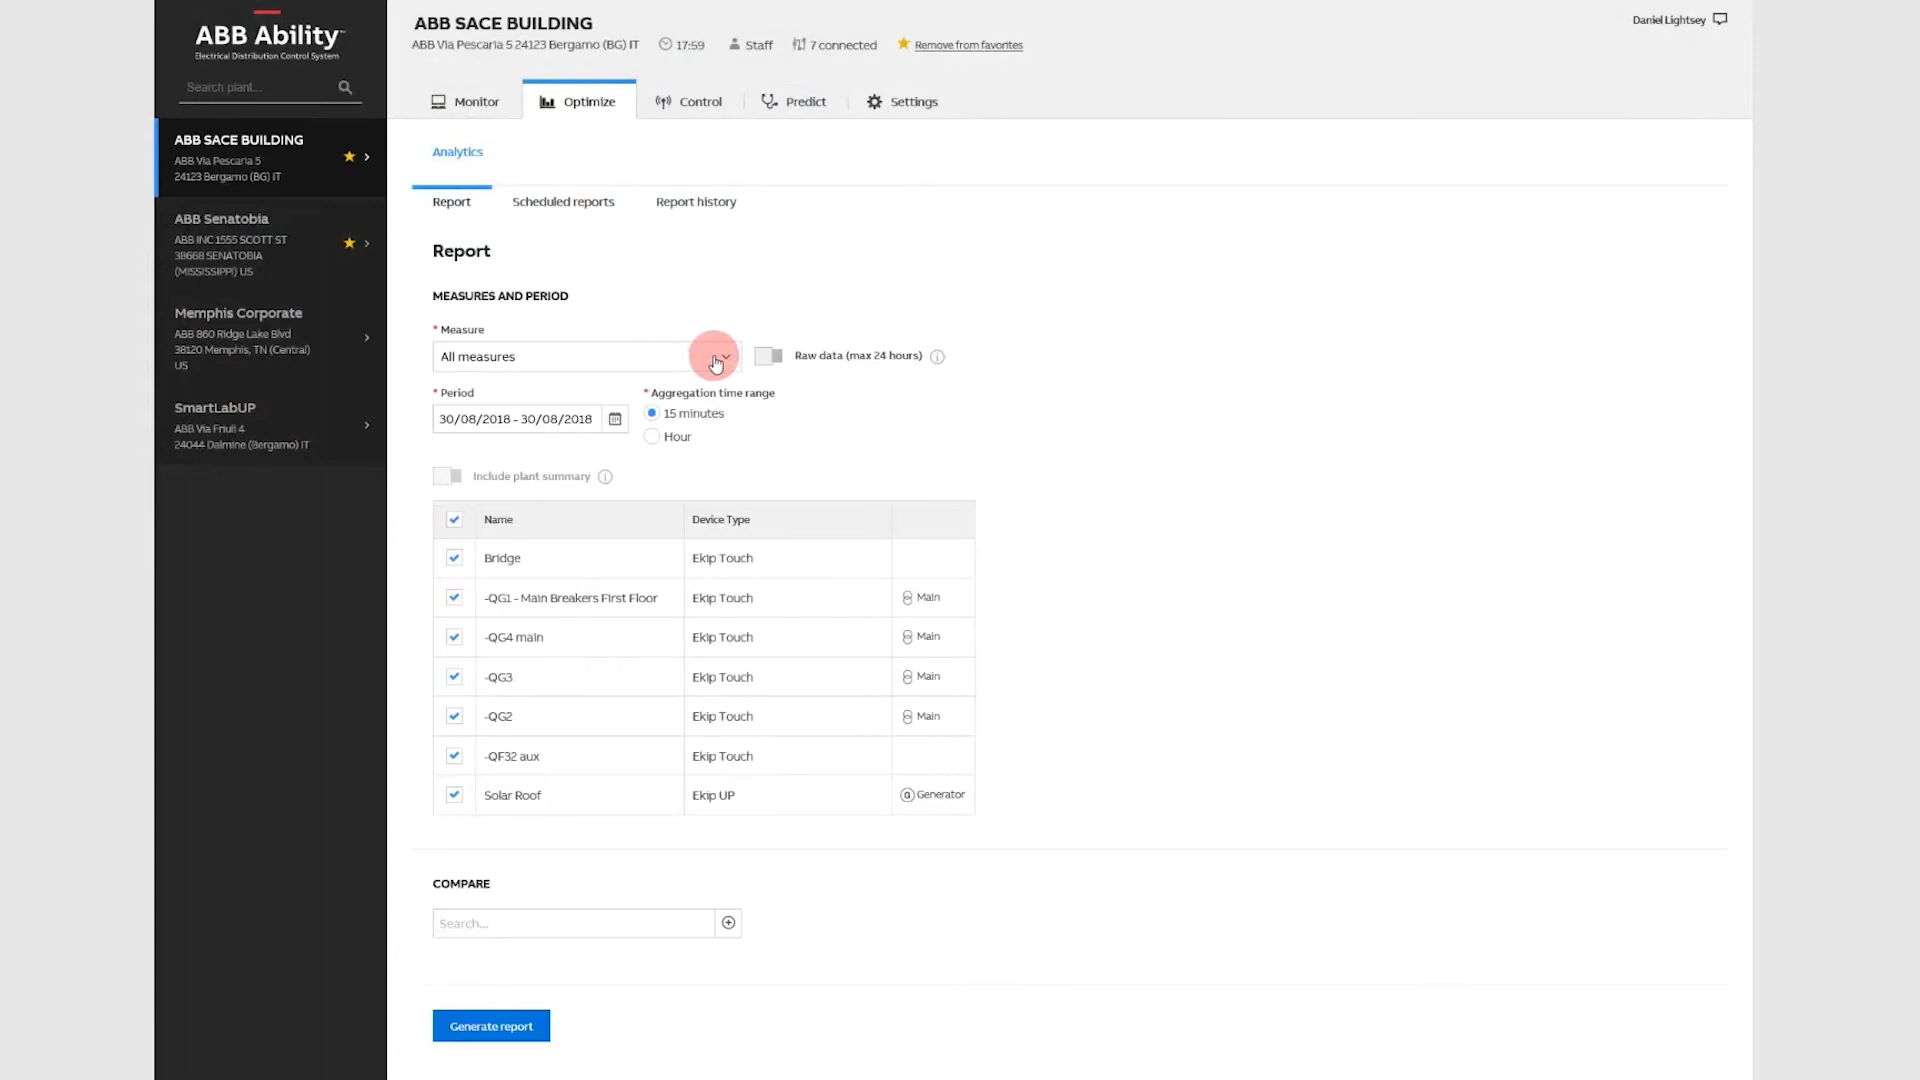 ABB Ability™
Electrical Distribution Control System
Search plant...
ABB SACE BUILDING
ABB Via Pescaria 5
24123 Bergamo (BG) IT
ABB Senatobia
ABB INC 1555 SCOTT ST
38668 SENATOBIA
(MISSISSIPPI) US
Memphis Corporate
ABB 860 Ridge Lake Blvd
38120 Memphis, TN (Central)
US
SmartLabUP
ABB Via Friuli 4
24044 Dalmine (Bergamo) IT
ABB SACE BUILDING
Daniel Lightsey
ABB Via Pescaria 5 24123 Bergamo (BG) IT 17:59 Staff 7 connected Remove from favorites
Monitor Optimize Control Predict Settings
Analytics
Report Scheduled reports Report history
Report
MEASURES AND PERIOD
* Measure
All measures Raw data (max 24 hours)
* Period * Aggregation time range
30/08/2018 - 30/08/2018 15 minutes
Hour
Include plant summary
Name Device Type
Bridge Ekip Touch
-QG1 - Main Breakers First Floor Ekip Touch Main
-QG4 main Ekip Touch Main
-QG3 Ekip Touch Main
-QG2 Ekip Touch Main
-QF32 aux Ekip Touch
Solar Roof Ekip UP G Generator
COMPARE
Search...
Generate report